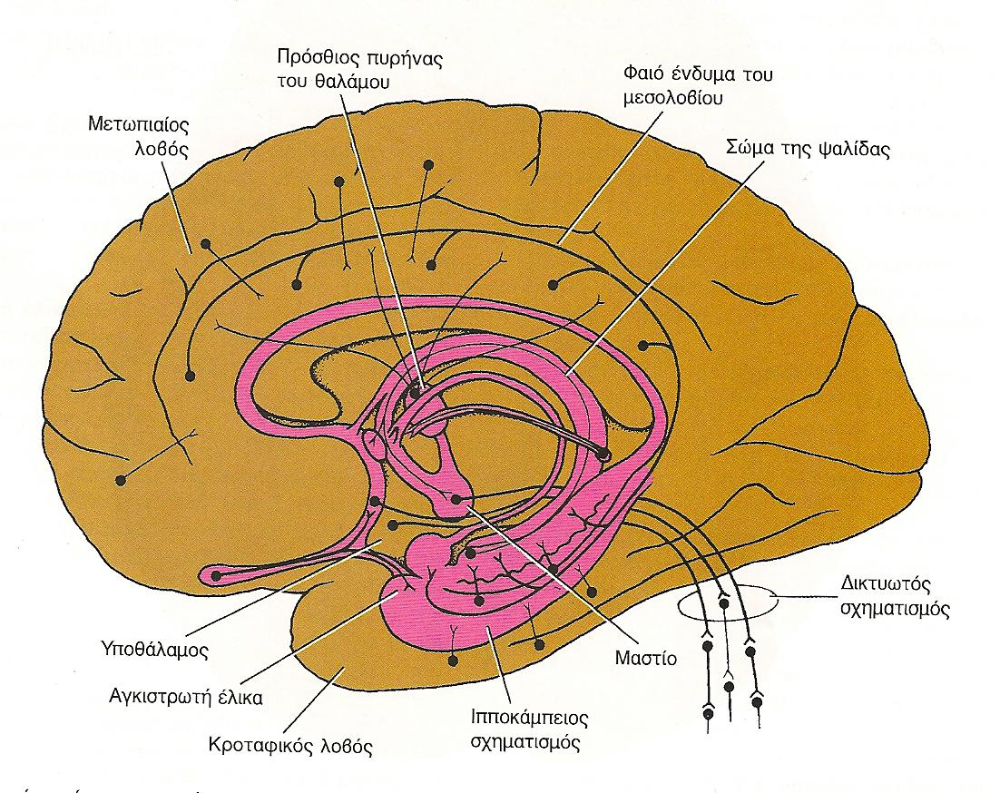 Πρόσθιος πυρήνας
του θαλάμου
Φαιό ένδυμα του
μεσολοβίου
Μετωπιαίος
λοβός
Σώμα της ψαλίδας
Δικτυωτός
σχηματισμός
Υποθάλαμος
Μαστίο
Αγκιστρωτή έλικα
Ιπποκάμπειος
σχηματισμός
Κροταφικός λοβός